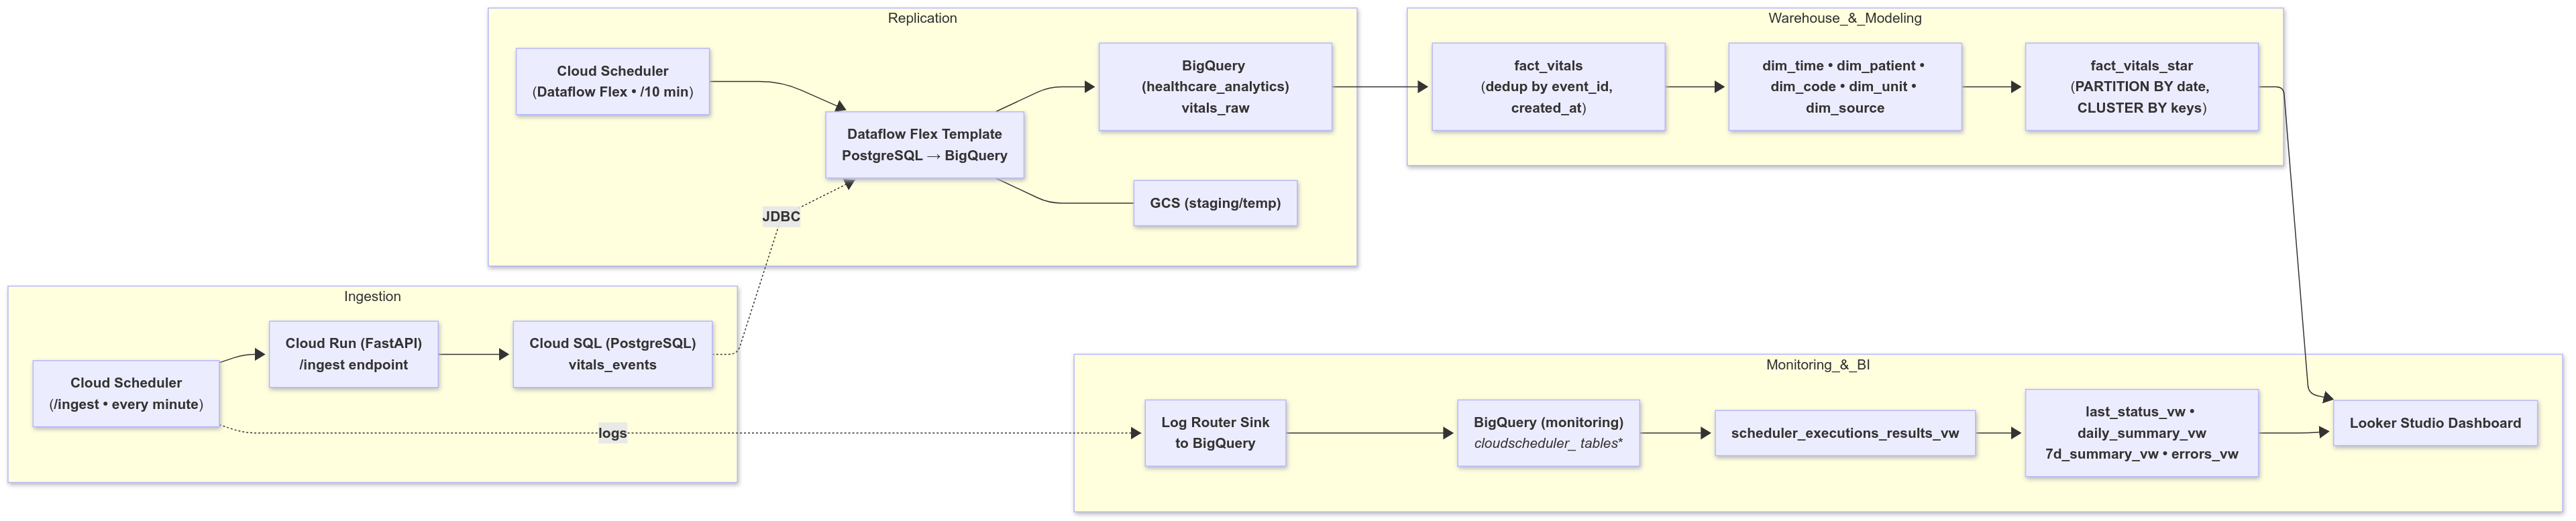 Replication
Cloud Scheduler
(Dataflow Flex • /10 min)
Dataflow Flex Template
PostgreSQL → BigQuery
BigQuery
(healthcare_analytics)
vitals_raw
GCS (staging/temp)
JDBC
Warehouse_&_Modeling
fact_vitals
(dedup by event_id,
created_at)
dim_time • dim_patient •
dim_code • dim_unit •
dim_source
fact_vitals_star
(PARTITION BY date,
CLUSTER BY keys)
Ingestion
Cloud Scheduler
(/ingest • every minute)
Cloud Run (FastAPI)
/ingest endpoint
Cloud SQL (PostgreSQL)
vitals_events
logs
Monitoring_&_BI
Log Router Sink
to BigQuery
BigQuery (monitoring)
cloudscheduler_ tables*
scheduler_executions_results_vw
last_status_vw •
daily_summary_vw
7d_summary_vw • errors_vw
Looker Studio Dashboard